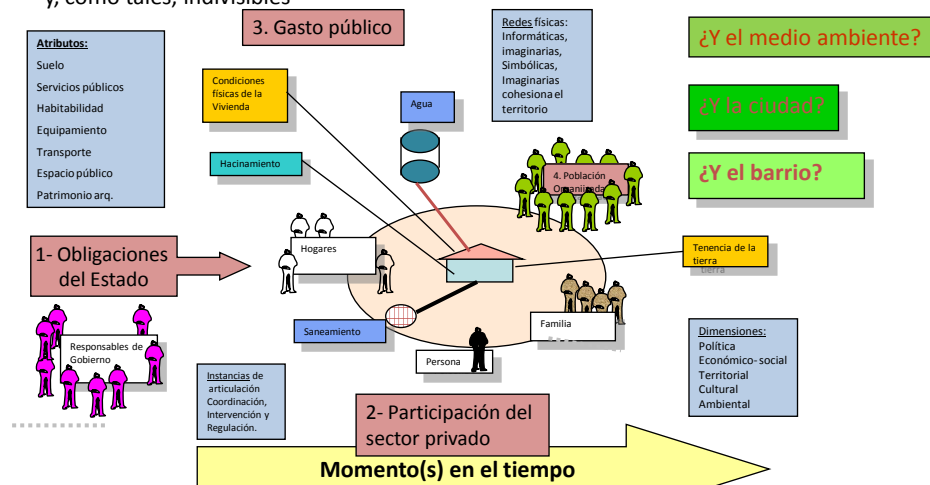 y, como tales, indivisibles
3. Gasto público
Redes físicas:
Informáticas,
imaginarias,
Simbólicas,
Imaginarias
cohesiona el
territorio
¿Y el medio ambiente?
Atributos:
Suelo
Servicios públicos
Habitabilidad
Equipamiento
Transporte
Espacio público
Patrimonio arq.
Condiciones
físicas de la
Vivienda
Agua
¿Y la ciudad?
Hacinamiento
4. Población
Organiizada
¿Y el barrio?
1- Obligaciones
del Estado
Hogares
Tenencia de la
tierra
tierra
Saneamiento
Familia
Responsables de
Gobierno
Persona
Dimensiones:
Política
Económico-social
Territorial
Cultural
Ambiental
Instancias de
articulación
Coordinación,
Intervención y
Regulación.
2- Participación del
sector privado
Momento(s) en el tiempo